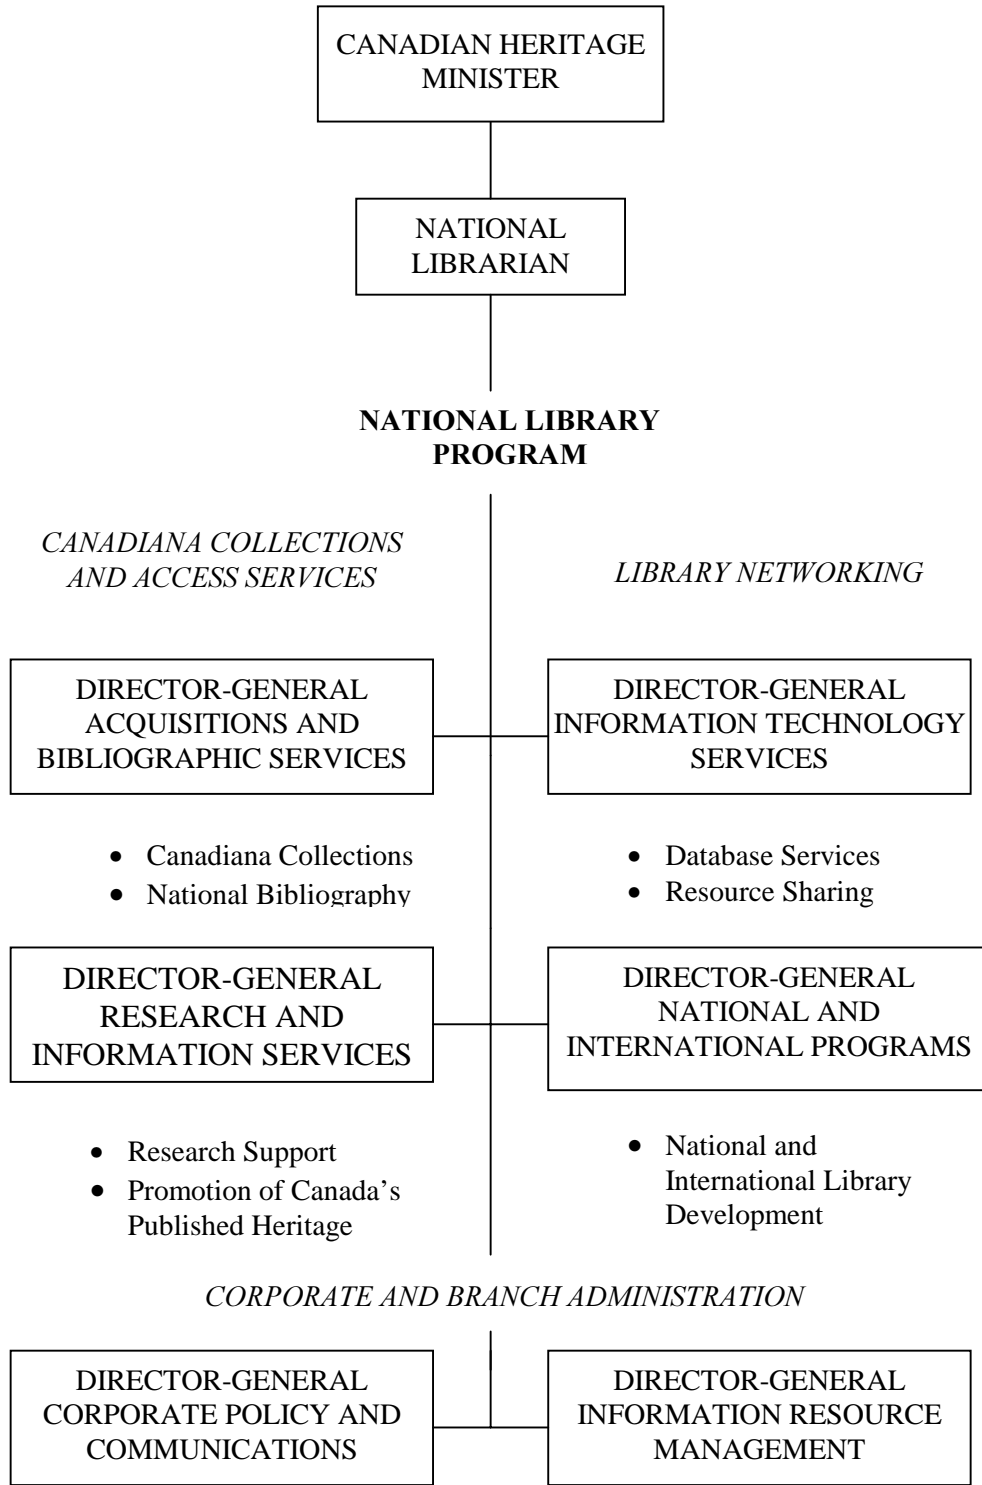 CANADIAN HERITAGE
MINISTER
NATIONAL
LIBRARIAN
NATIONAL LIBRARY
PROGRAM
CANADIANA COLLECTIONS
AND ACCESS SERVICES
LIBRARY NETWORKING
DIRECTOR-GENERAL
ACQUISITIONS AND
BIBLIOGRAPHIC SERVICES
DIRECTOR-GENERAL
INFORMATION TECHNOLOGY
SERVICES
• Canadiana Collections
• National Bibliography
• Database Services
• Resource Sharing
DIRECTOR-GENERAL
RESEARCH AND
INFORMATION SERVICES
DIRECTOR-GENERAL
NATIONAL AND
INTERNATIONAL PROGRAMS
• Research Support
• Promotion of Canada’s
Published Heritage
• National and
International Library
Development
CORPORATE AND BRANCH ADMINISTRATION
DIRECTOR-GENERAL
CORPORATE POLICY AND
COMMUNICATIONS
DIRECTOR-GENERAL
INFORMATION RESOURCE
MANAGEMENT